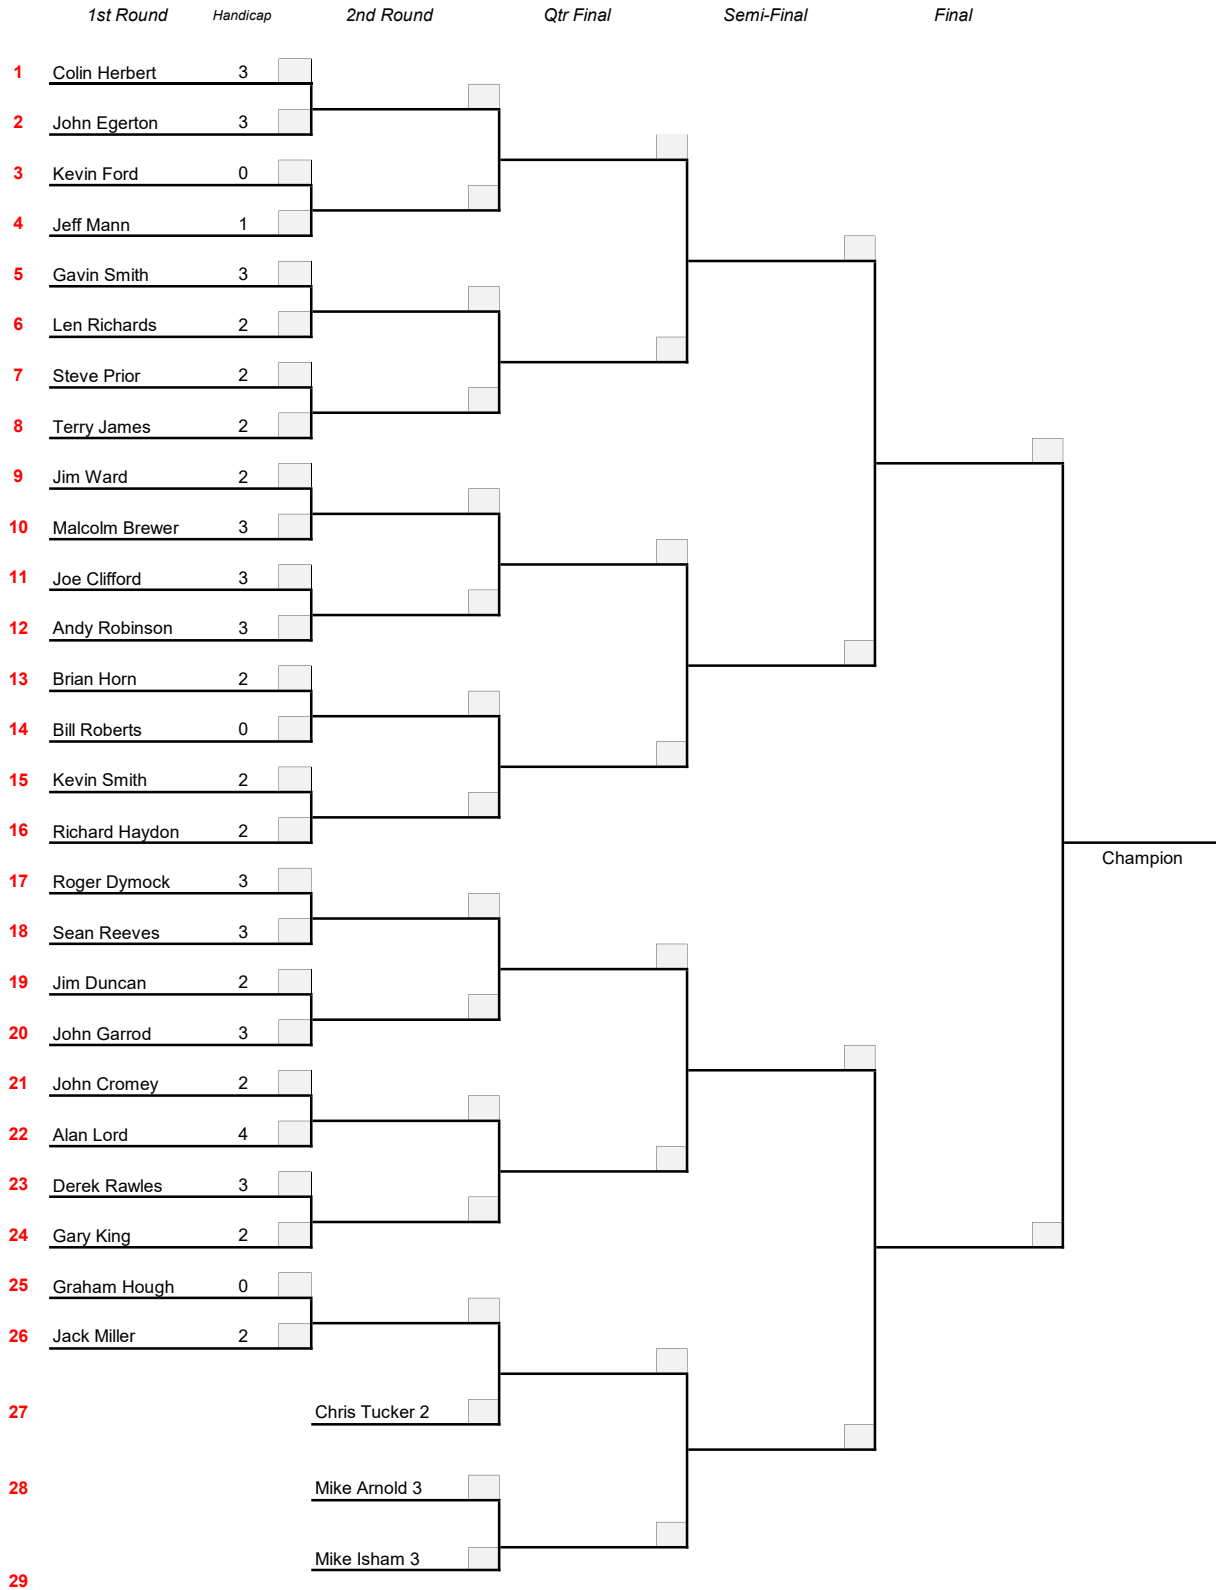 1st Round Handicap 2nd Round Qtr Final Semi-Final Final
1 Colin Herbert 3
2 John Egerton 3
3 Kevin Ford 0
4 Jeff Mann 1
5 Gavin Smith 3
6 Len Richards 2
7 Steve Prior 2
8 Terry James 2
9 Jim Ward 2
10 Malcolm Brewer 3
11 Joe Clifford 3
12 Andy Robinson 3
13 Brian Horn 2
14 Bill Roberts 0
15 Kevin Smith 2
16 Richard Haydon 2
Champion
17 Roger Dymock 3
18 Sean Reeves 3
19 Jim Duncan 2
20 John Garrod 3
21 John Cromey 2
22 Alan Lord 4
23 Derek Rawles 3
24 Gary King 2
25 Graham Hough 0
26 Jack Miller 2
27 Chris Tucker 2
28 Mike Arnold 3
Mike Isham 3
29